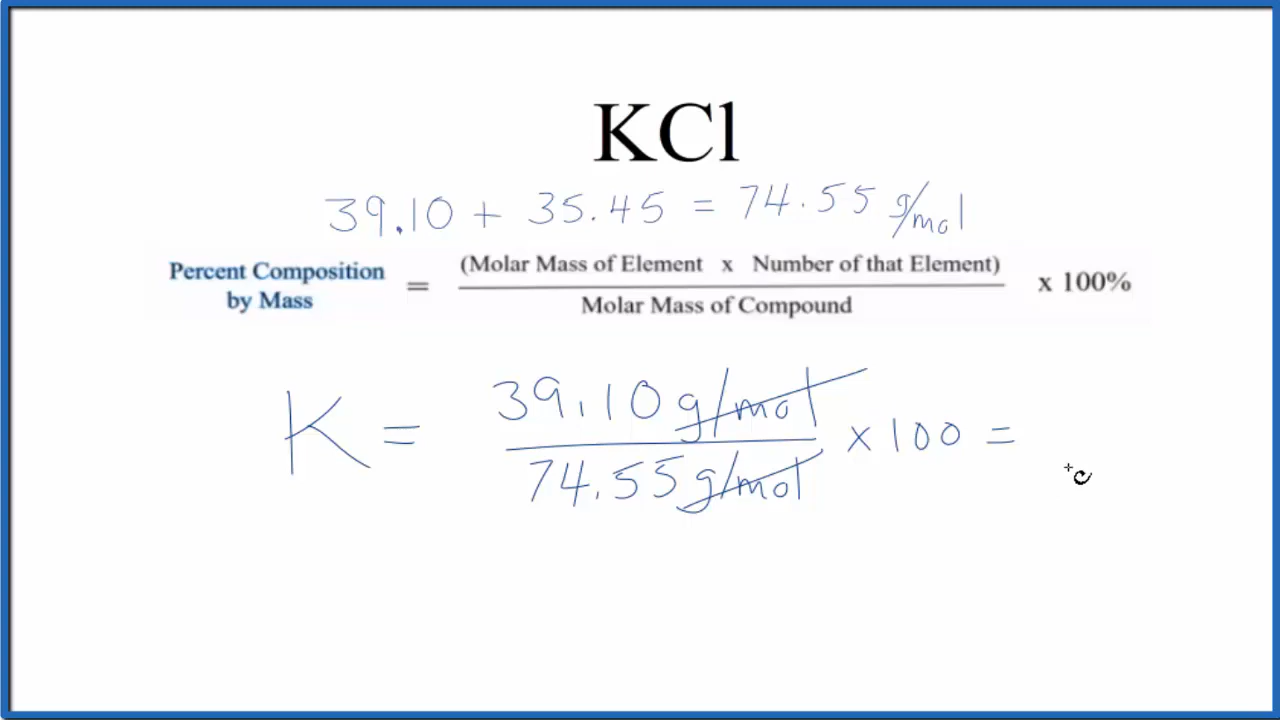 KCl
39.10 + 35.45 = 74.55 g/mol
Percent Composition by Mass = (Molar Mass of Element x Number of that Element) / Molar Mass of Compound x 100%
K = 39.10 g/mol / 74.55 g/mol x 100 =